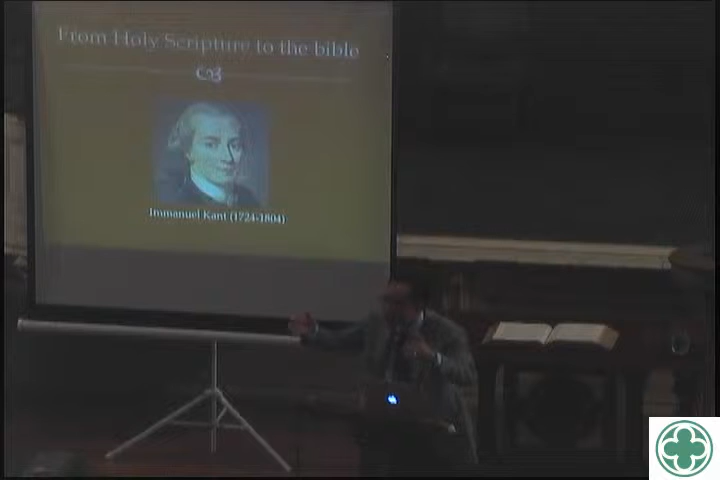 From Holy Scripture to the bible
Immanuel Kant (1724-1804)